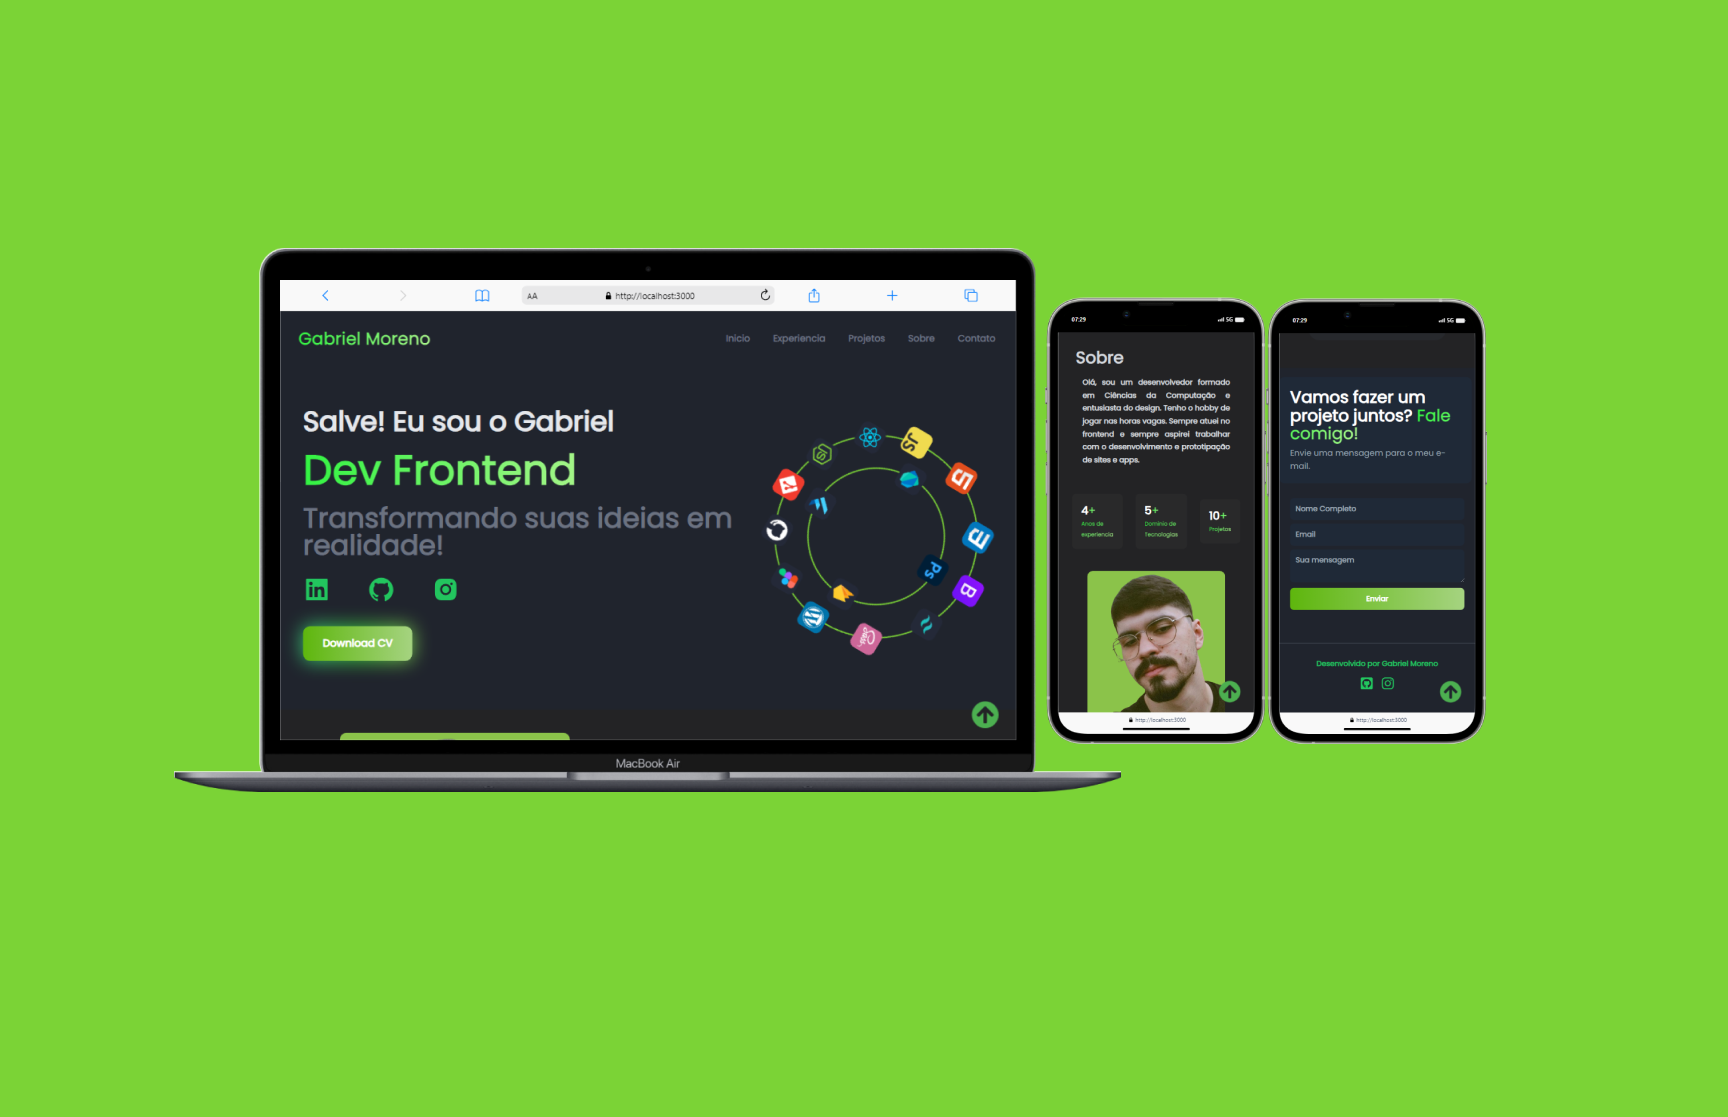 AA
http://localhost:3000
Gabriel Moreno
Inicio
Experiencia
Projetos
Sobre
Contato
Salve! Eu sou o Gabriel
Dev Frontend
Transformando suas ideias em
realidade!
Download CV
MacBook Air
07:29
5G
Sobre
Olá, sou um desenvolvedor formado
em Ciências da Computação e
entusiasta do design. Tenho o hobby de
jogar nas horas vagas. Sempre atuei no
frontend e sempre aspirei trabalhar
com o desenvolvimento e prototipação
de sites e apps.
4+
Anos de
experiencia
5+
Domínio de
Tecnologias
10+
Projetos
http://localhost:3000
07:29
5G
Vamos fazer um
projeto juntos? Fale
comigo!
Envie uma mensagem para o meu e-
mail.
Nome Completo
Email
Sua mensagem
Enviar
Desenvolvido por Gabriel Moreno
http://localhost:3000